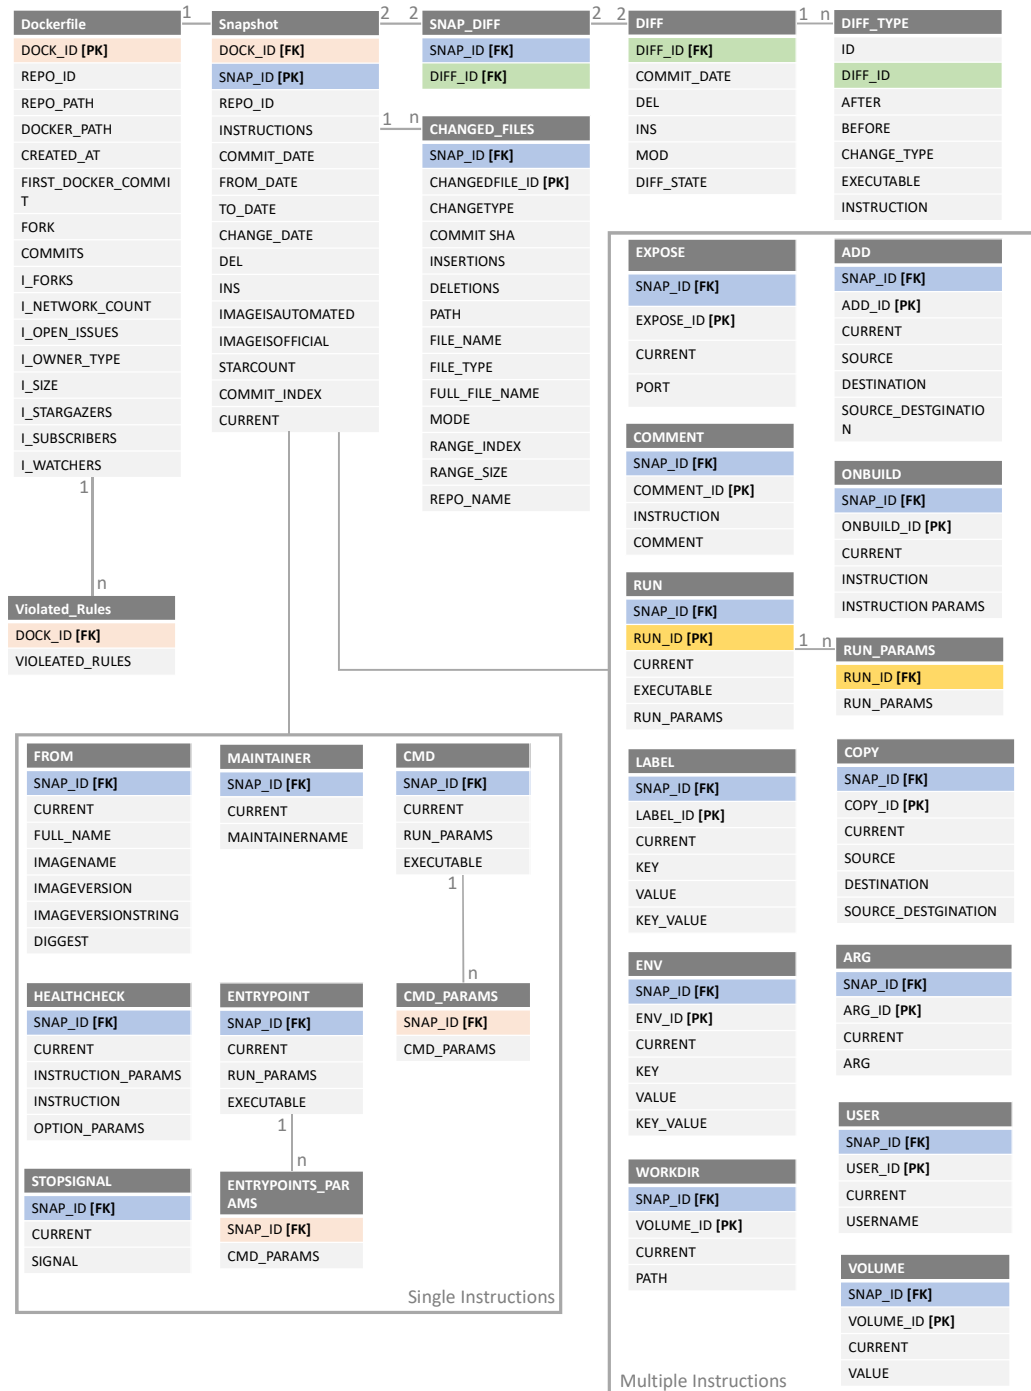 Dockerfile
DOCK_ID [PK]
REPO_ID
REPO_PATH
DOCKER_PATH
CREATED_AT
FIRST_DOCKER_COMMI
T
FORK
COMMITS
I_FORKS
I_NETWORK_COUNT
I_OPEN_ISSUES
I_OWNER_TYPE
I_SIZE
I_STARGAZERS
I_SUBSCRIBERS
I_WATCHERS
1
n
Violated_Rules
DOCK_ID [FK]
VIOLEATED_RULES
1
Snapshot
DOCK_ID [FK]
SNAP_ID [PK]
REPO_ID
INSTRUCTIONS
COMMIT_DATE
FROM_DATE
TO_DATE
CHANGE_DATE
DEL
INS
IMAGEISAUTOMATED
IMAGEISOFFICIAL
STARCOUNT
COMMIT_INDEX
CURRENT
2 2
SNAP_DIFF
SNAP_ID [FK]
DIFF_ID [FK]
1 n
CHANGED_FILES
SNAP_ID [FK]
CHANGEDFILE_ID [PK]
CHANGETYPE
COMMIT SHA
INSERTIONS
DELETIONS
PATH
FILE_NAME
FILE_TYPE
FULL_FILE_NAME
MODE
RANGE_INDEX
RANGE_SIZE
REPO_NAME
2 2
DIFF
DIFF_ID [FK]
COMMIT_DATE
DEL
INS
MOD
DIFF_STATE
1 n
DIFF_TYPE
ID
DIFF_ID
AFTER
BEFORE
CHANGE_TYPE
EXECUTABLE
INSTRUCTION
EXPOSE
SNAP_ID [FK]
EXPOSE_ID [PK]
CURRENT
PORT
COMMENT
SNAP_ID [FK]
COMMENT_ID [PK]
INSTRUCTION
COMMENT
RUN
SNAP_ID [FK]
RUN_ID [PK]
CURRENT
EXECUTABLE
RUN_PARAMS
LABEL
SNAP_ID [FK]
LABEL_ID [PK]
CURRENT
KEY
VALUE
KEY_VALUE
ENV
SNAP_ID [FK]
ENV_ID [PK]
CURRENT
KEY
VALUE
KEY_VALUE
WORKDIR
SNAP_ID [FK]
VOLUME_ID [PK]
CURRENT
PATH
ADD
SNAP_ID [FK]
ADD_ID [PK]
CURRENT
SOURCE
DESTINATION
SOURCE_DESTGINATIO
N
ONBUILD
SNAP_ID [FK]
ONBUILD_ID [PK]
CURRENT
INSTRUCTION
INSTRUCTION PARAMS
1 n
RUN_PARAMS
RUN_ID [FK]
RUN_PARAMS
COPY
SNAP_ID [FK]
COPY_ID [PK]
CURRENT
SOURCE
DESTINATION
SOURCE_DESTGINATION
ARG
SNAP_ID [FK]
ARG_ID [PK]
CURRENT
ARG
USER
SNAP_ID [FK]
USER_ID [PK]
CURRENT
USERNAME
VOLUME
SNAP_ID [FK]
VOLUME_ID [PK]
CURRENT
VALUE
Multiple Instructions
FROM
SNAP_ID [FK]
CURRENT
FULL_NAME
IMAGENAME
IMAGEVERSION
IMAGEVERSIONSTRING
DIGGEST
MAINTAINER
SNAP_ID [FK]
CURRENT
MAINTAINERNAME
CMD
SNAP_ID [FK]
CURRENT
RUN_PARAMS
EXECUTABLE
1
n
CMD_PARAMS
SNAP_ID [FK]
CMD_PARAMS
HEALTHCHECK
SNAP_ID [FK]
CURRENT
INSTRUCTION_PARAMS
INSTRUCTION
OPTION_PARAMS
ENTRYPOINT
SNAP_ID [FK]
CURRENT
RUN_PARAMS
EXECUTABLE
1
n
ENTRYPOINTS_PAR
AMS
SNAP_ID [FK]
CMD_PARAMS
STOPSIGNAL
SNAP_ID [FK]
CURRENT
SIGNAL
Single Instructions